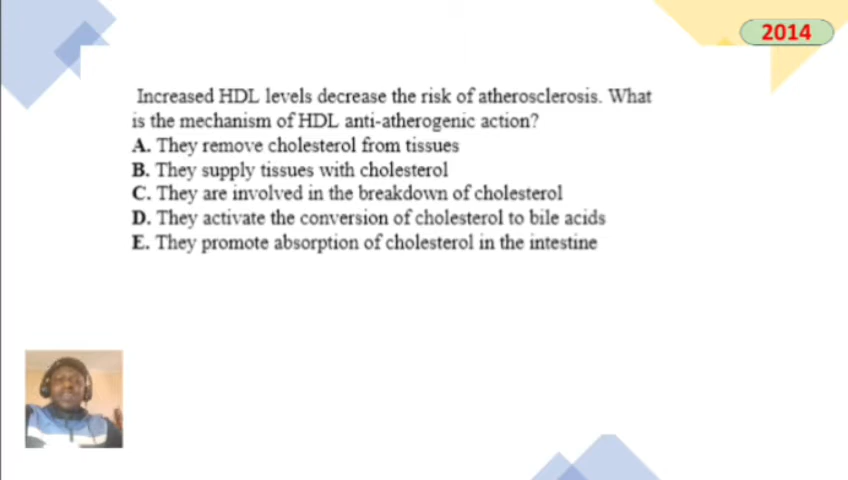 2014
Increased HDL levels decrease the risk of atherosclerosis. What
is the mechanism of HDL anti-atherogenic action?
A. They remove cholesterol from tissues
B. They supply tissues with cholesterol
C. They are involved in the breakdown of cholesterol
D. They activate the conversion of cholesterol to bile acids
E. They promote absorption of cholesterol in the intestine